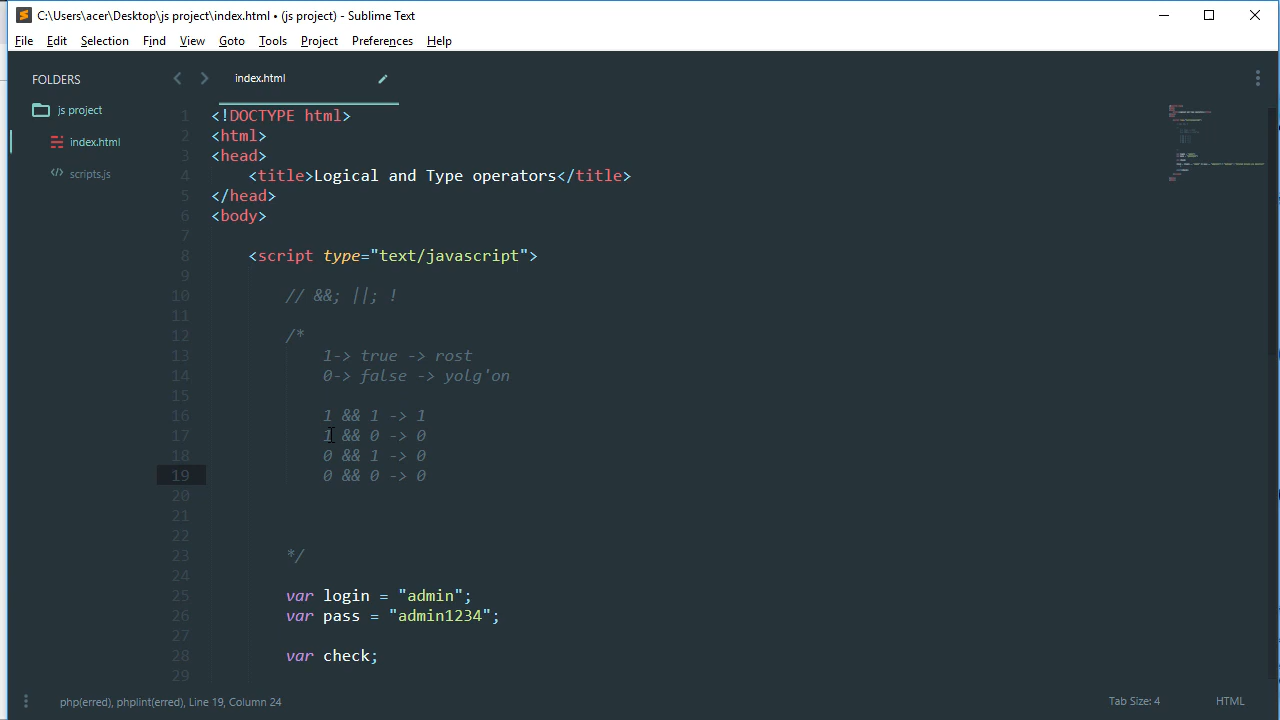 C:\Users\acer\Desktop\js project\index.html • (js project) - Sublime Text
File Edit Selection Find View Goto Tools Project Preferences Help
FOLDERS
js project
index.html
scripts.js
index.html
1 <!DOCTYPE html>
2 <html>
3 <head>
4 <title>Logical and Type operators</title>
5 </head>
6 <body>
7
8 <script type="text/javascript">
9
10 // &&; ||; !
11
12 /*
13 1-> true -> rost
14 0-> false -> yolg'on
15
16 1 && 1 -> 1
17 1 && 0 -> 0
18 0 && 1 -> 0
19 0 && 0 -> 0
20
21
22
23 */
24
25 var login = "admin";
26 var pass = "admin1234";
27
28 var check;
29
php(erred), phplint(erred), Line 19, Column 24
Tab Size: 4
HTML